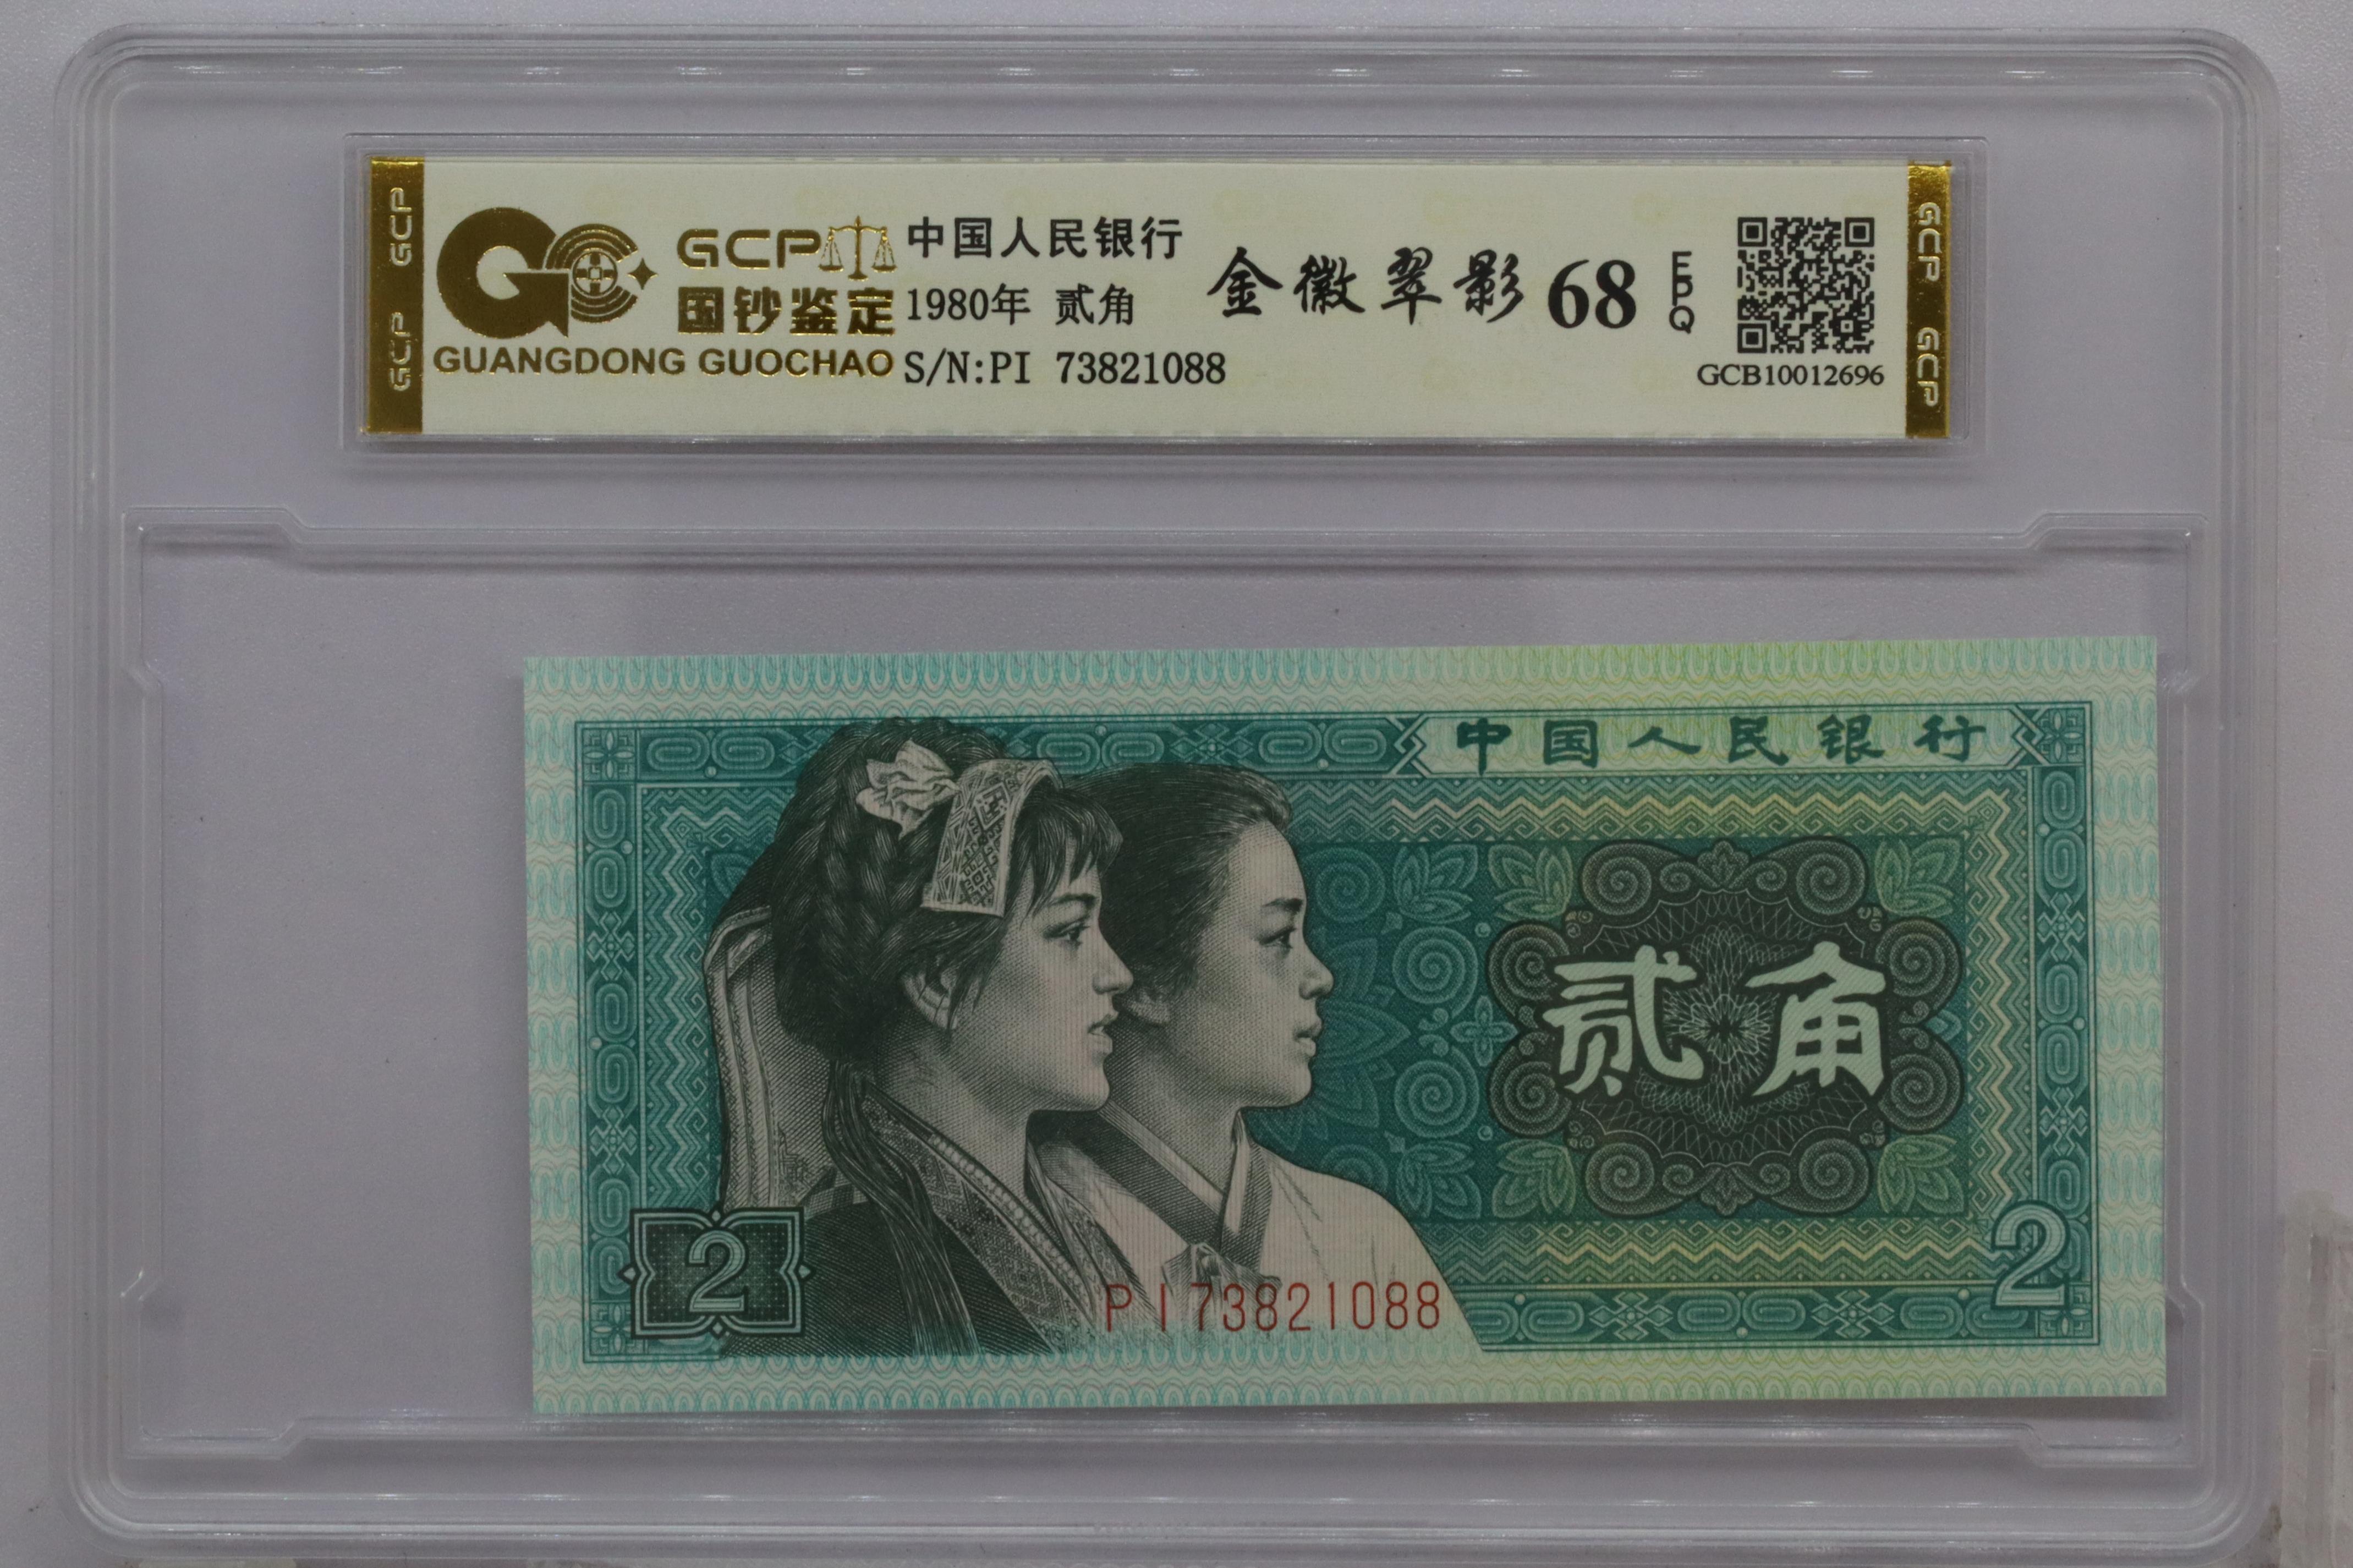 GCP GCP
GCP
国钞鉴定
GUANGDONG GUOCHAO
中国人民银行
1980年 贰角
S/N:PI 73821088
金徽翠影 68 EPQ
GCB10012696
GCP GCP
中国人民银行
贰角
2
2
PI73821088